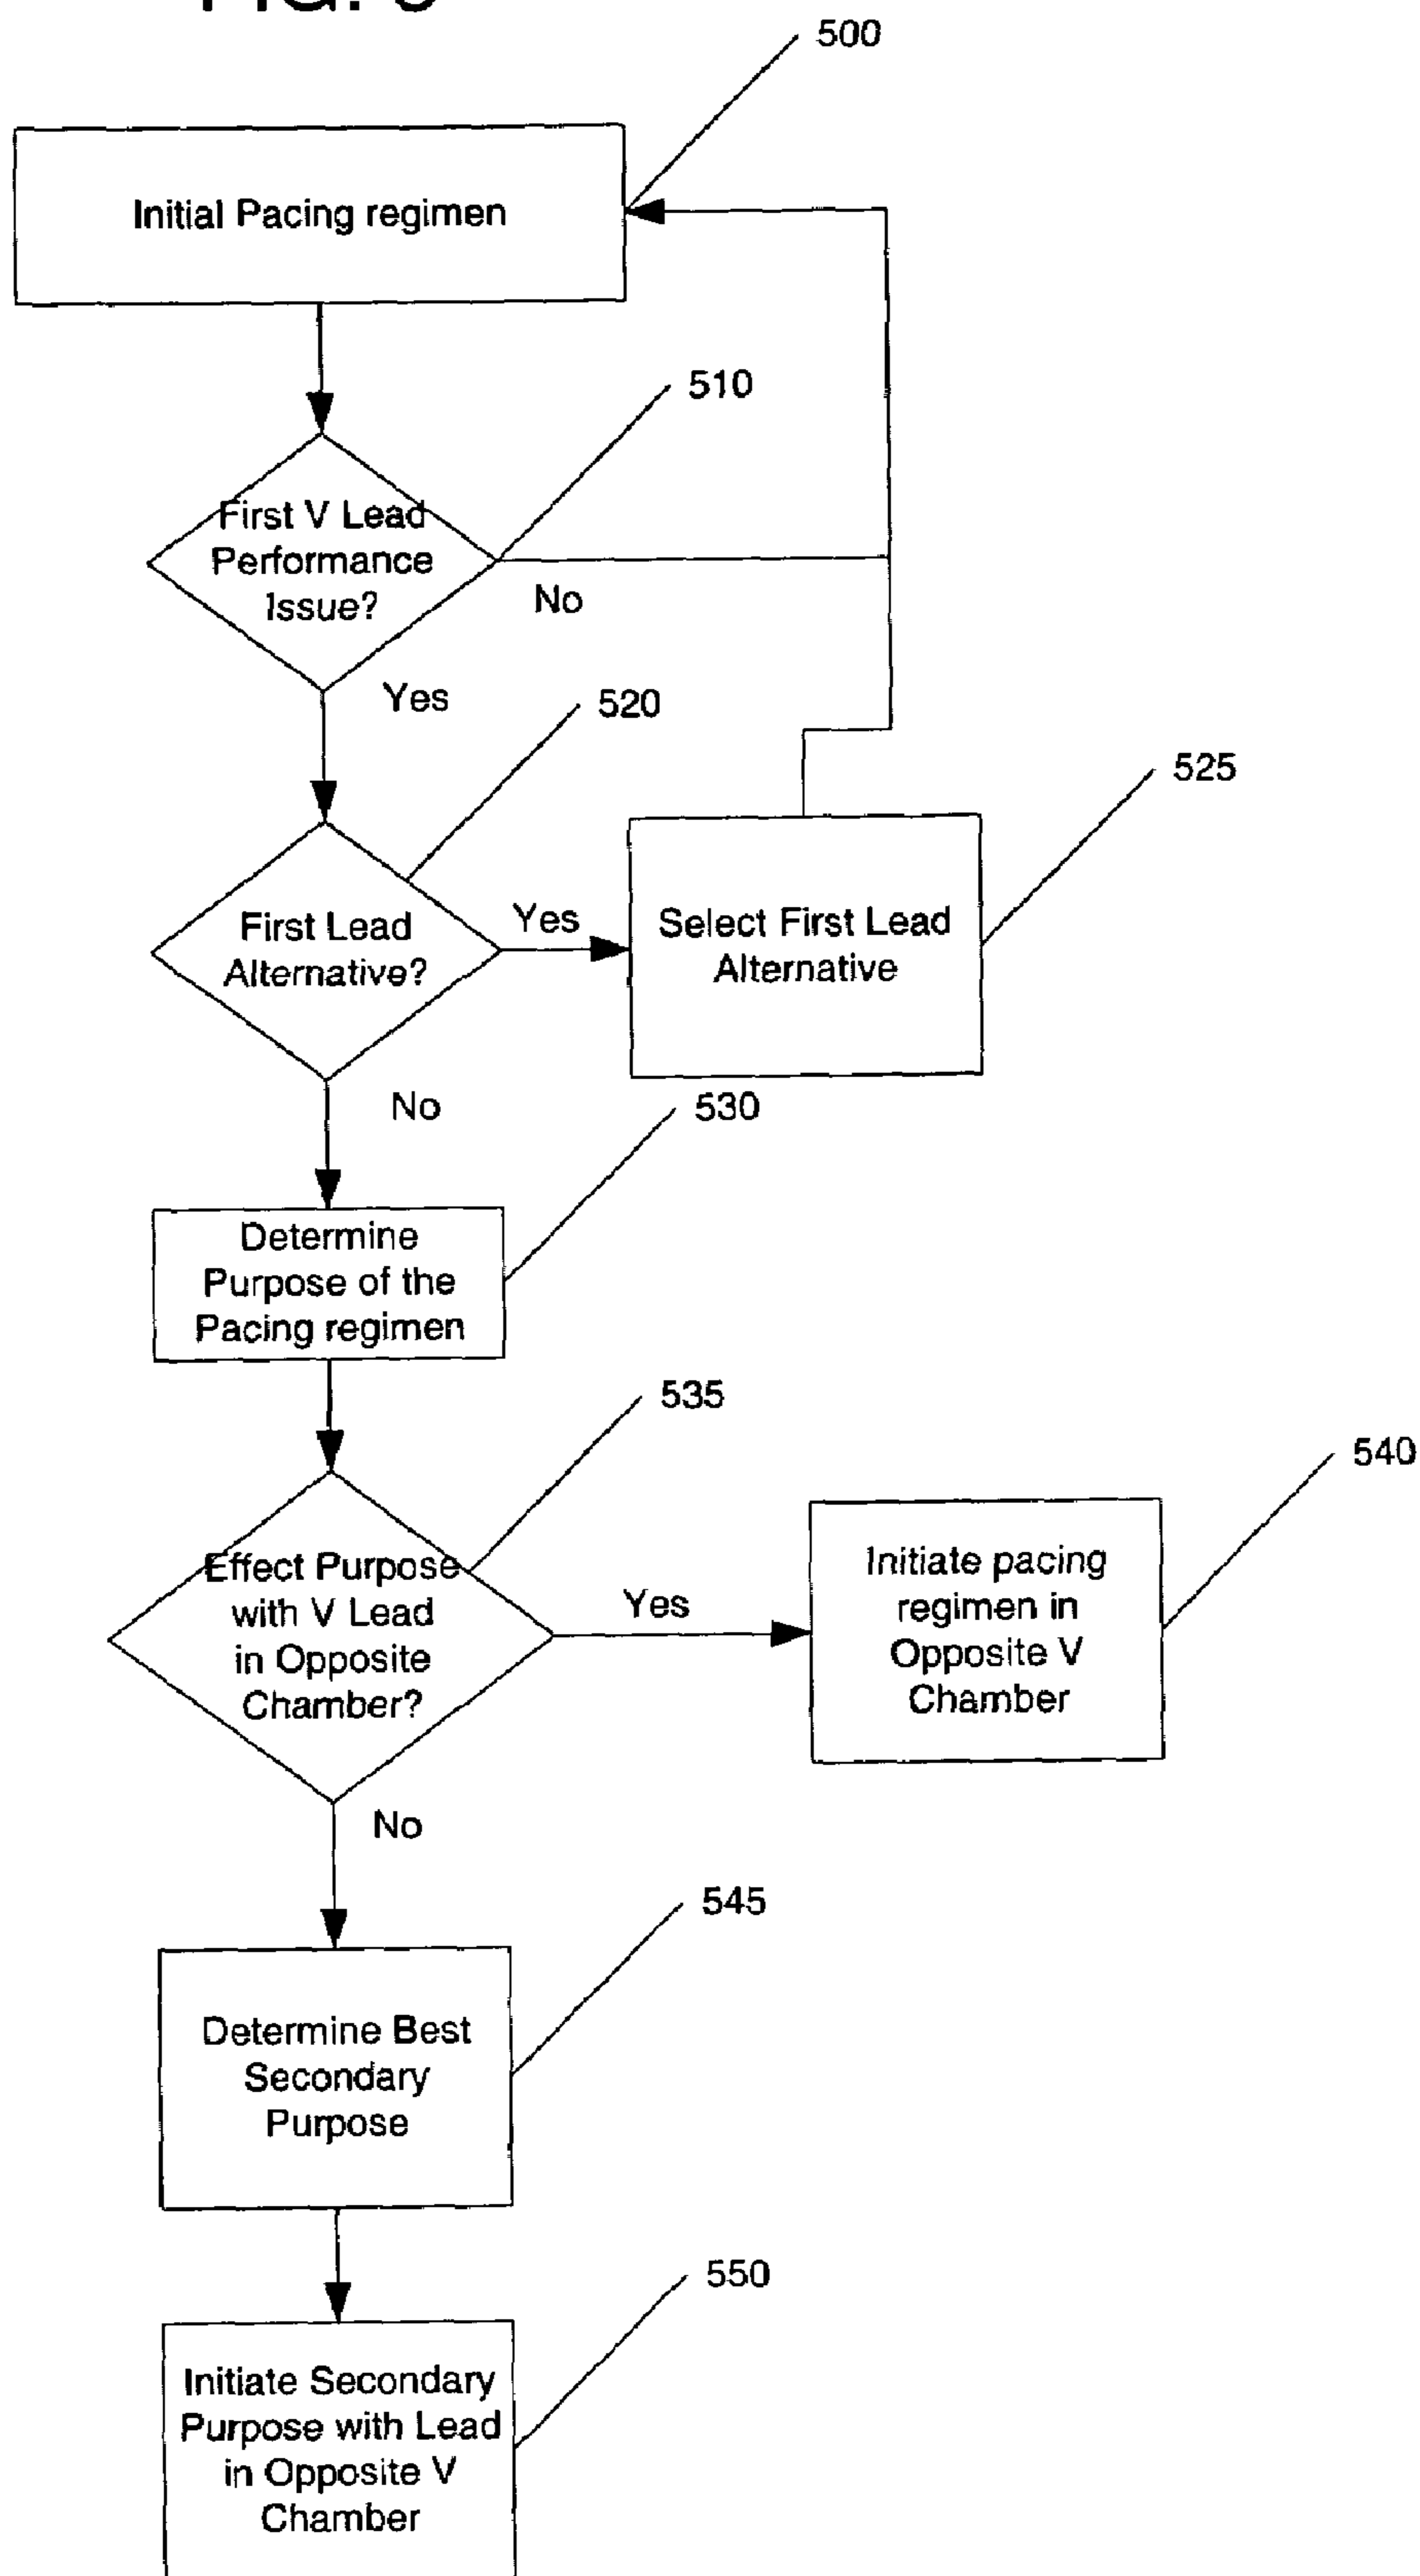 500
Initial Pacing regimen
510
First V Lead
Performance
Issue?
No
Yes
520
525
First Lead
Alternative?
Yes
Select First Lead
Alternative
No
530
Determine
Purpose of the
Pacing regimen
535
540
Effect Purpose
with V Lead
in Opposite
Chamber?
Yes
Initiate pacing
regimen in
Opposite V
Chamber
No
545
Determine Best
Secondary
Purpose
550
Initiate Secondary
Purpose with Lead
in Opposite V
Chamber